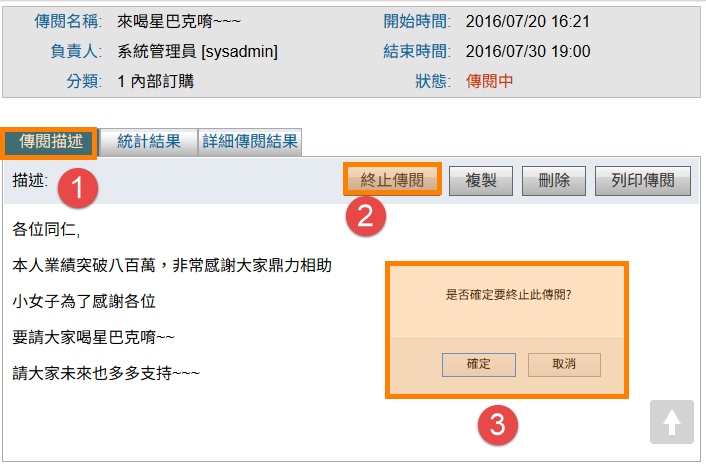 傳閱名稱: 來喝星巴克唷~~~ 開始時間: 2016/07/20 16:21
負責人: 系統管理員 [sysadmin] 結束時間: 2016/07/30 19:00
分類: 1 內部訂購 狀態: 傳閱中
傳閱描述 統計結果 詳細傳閱結果
描述: 1 終止傳閱 複製 刪除 列印傳閱
2
各位同仁,
本人業績突破八百萬，非常感謝大家鼎力相助
小女子為了感謝各位
要請大家喝星巴克唷~~
請大家未來也多多支持~~~
是否確定要終止此傳閱?
確定 取消
3